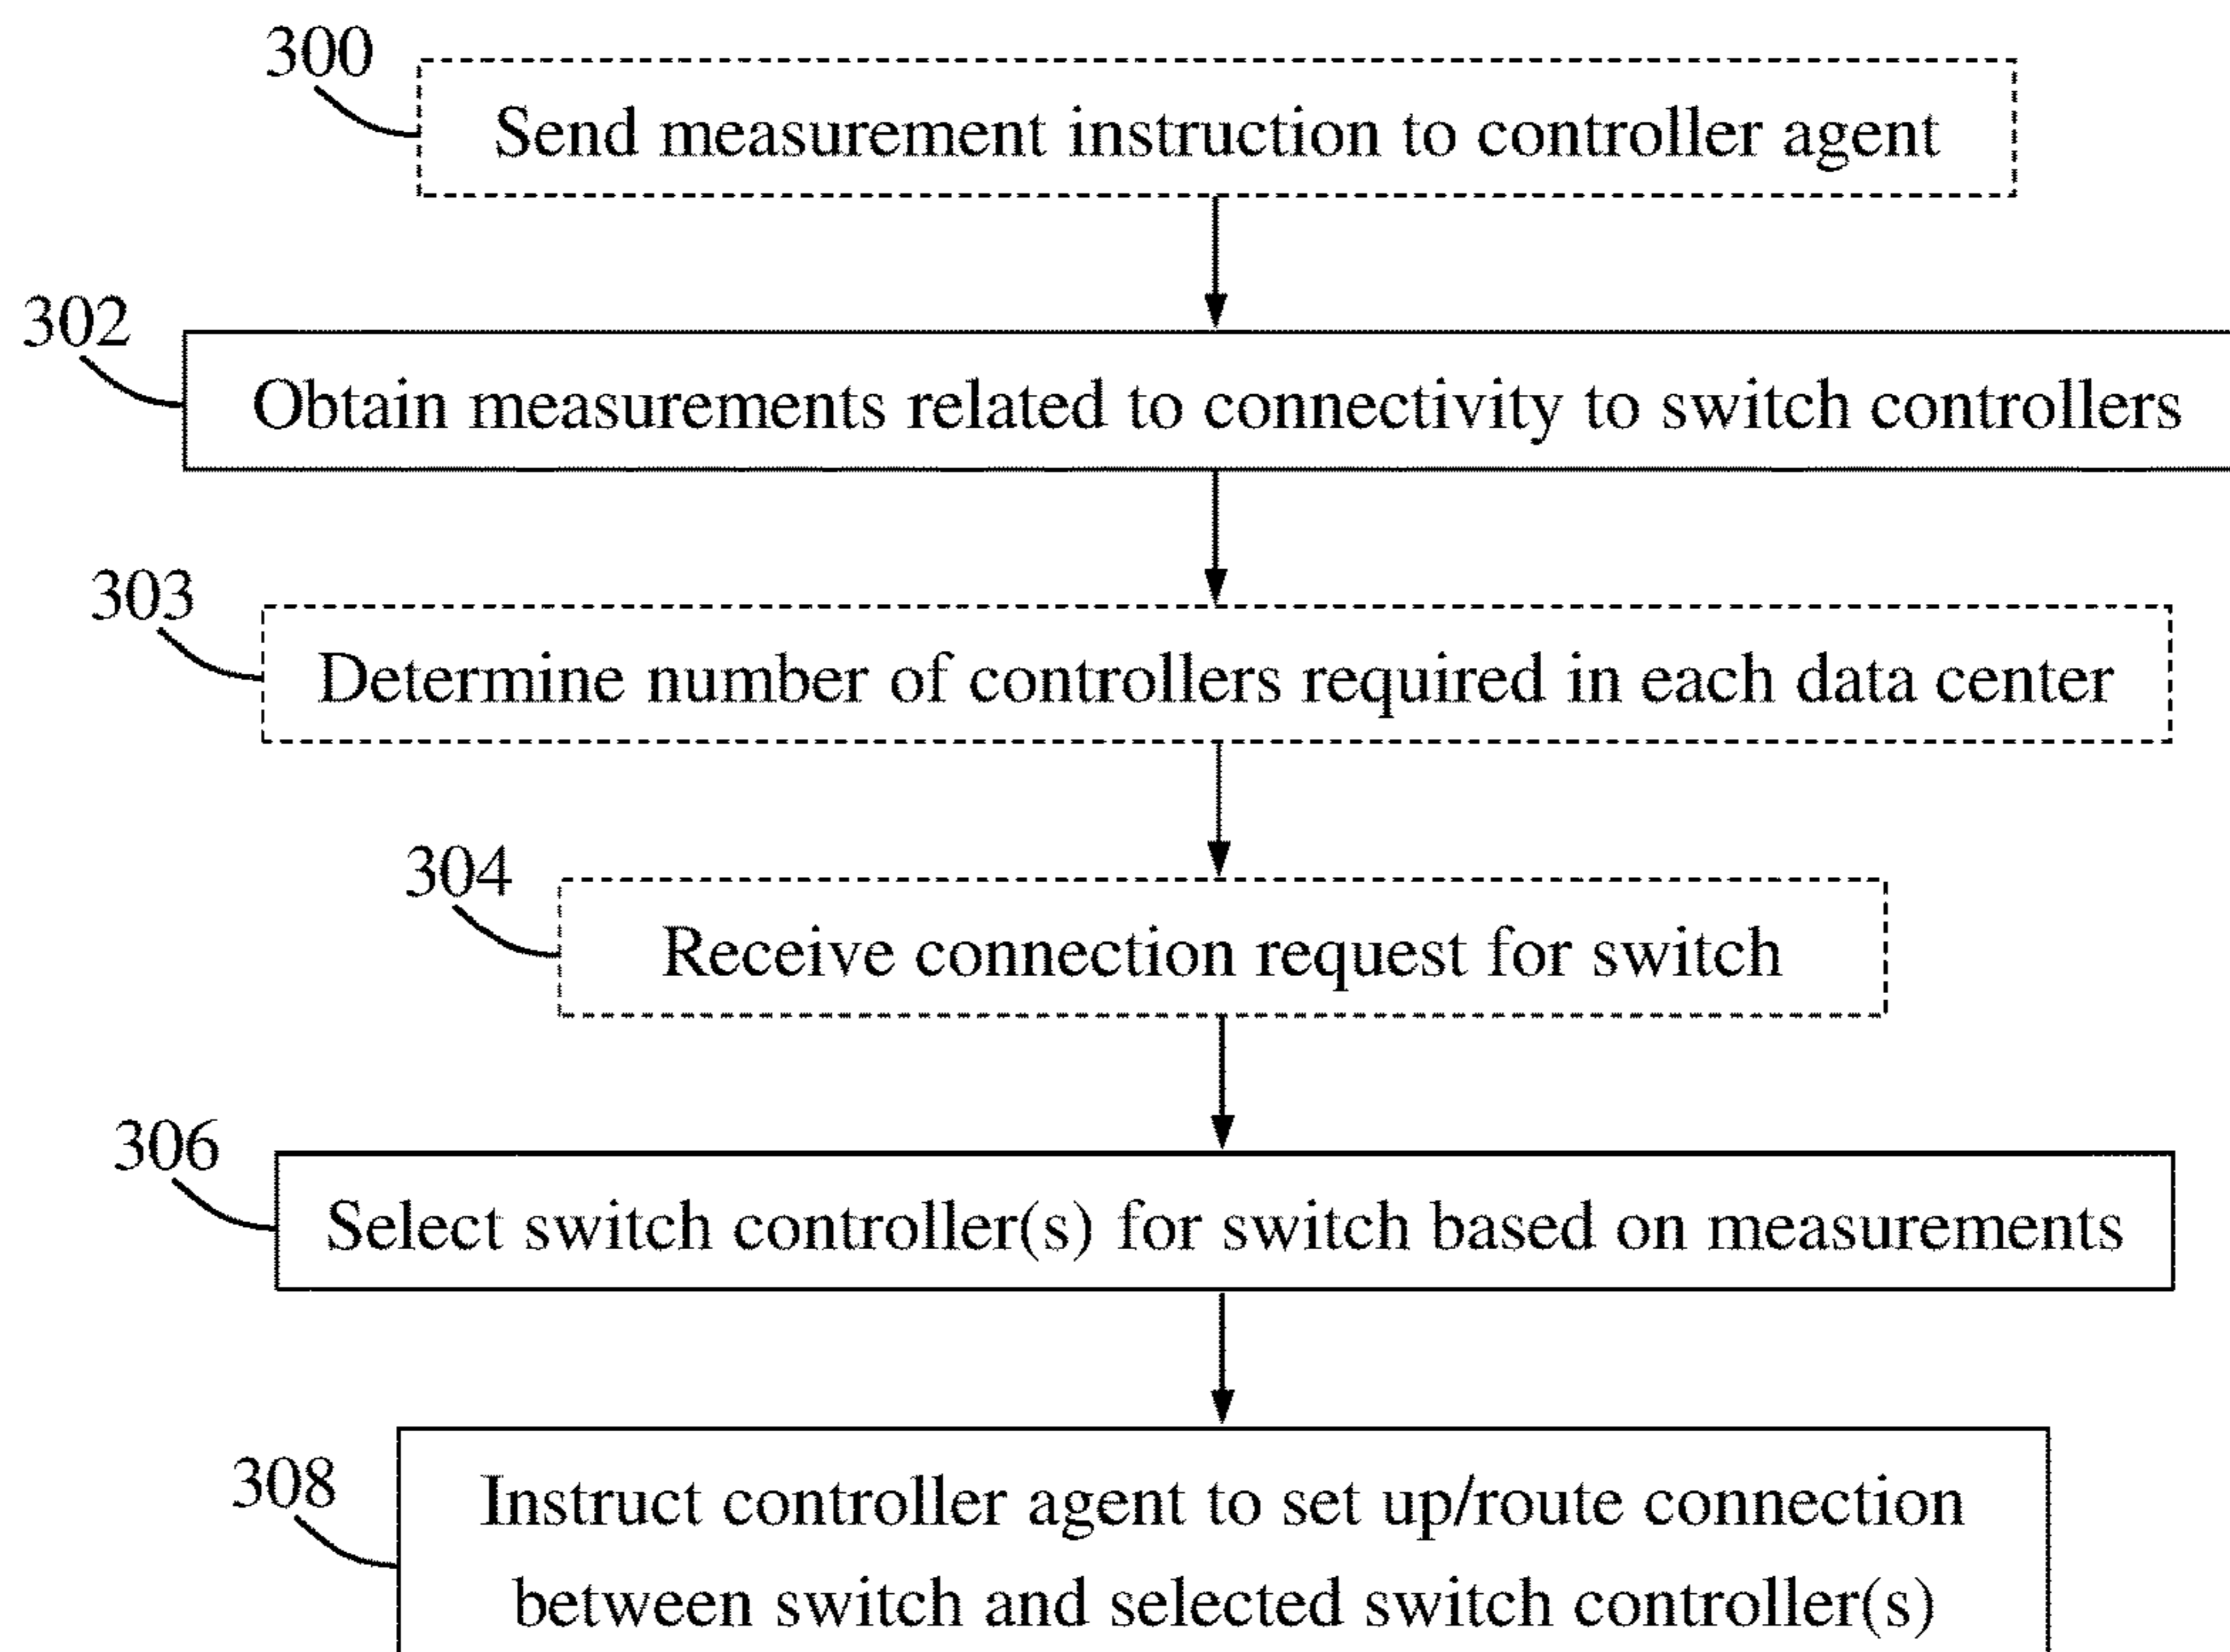 300
Send measurement instruction to controller agent
302
Obtain measurements related to connectivity to switch controllers
303
Determine number of controllers required in each data center
304
Receive connection request for switch
306
Select switch controller(s) for switch based on measurements
308
Instruct controller agent to set up/route connection
between switch and selected switch controller(s)